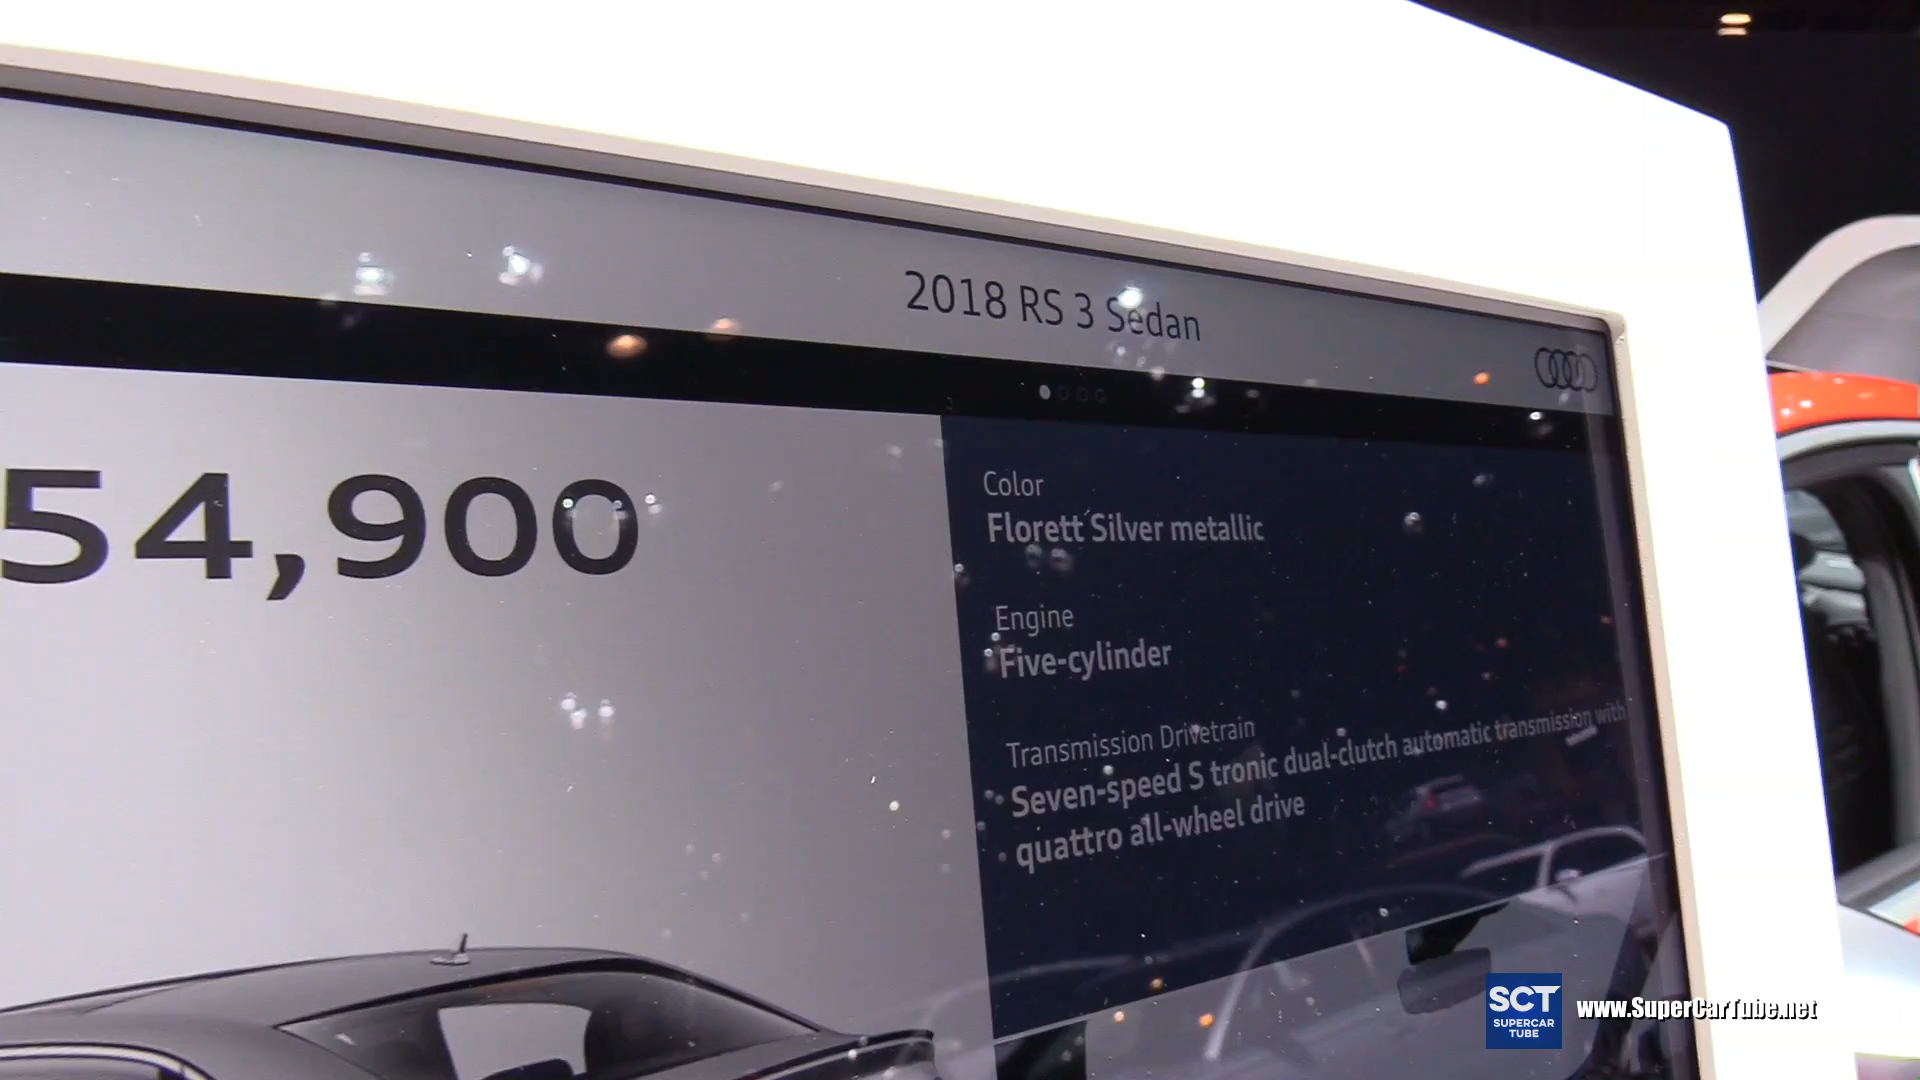 2018 RS 3 Sedan
54,900
Color
Florett Silver metallic
Engine
Five-cylinder
Transmission Drivetrain
Seven-speed S tronic dual-clutch automatic transmission with
quattro all-wheel drive
SCT
SUPERCAR
TUBE
www.SuperCarTube.net